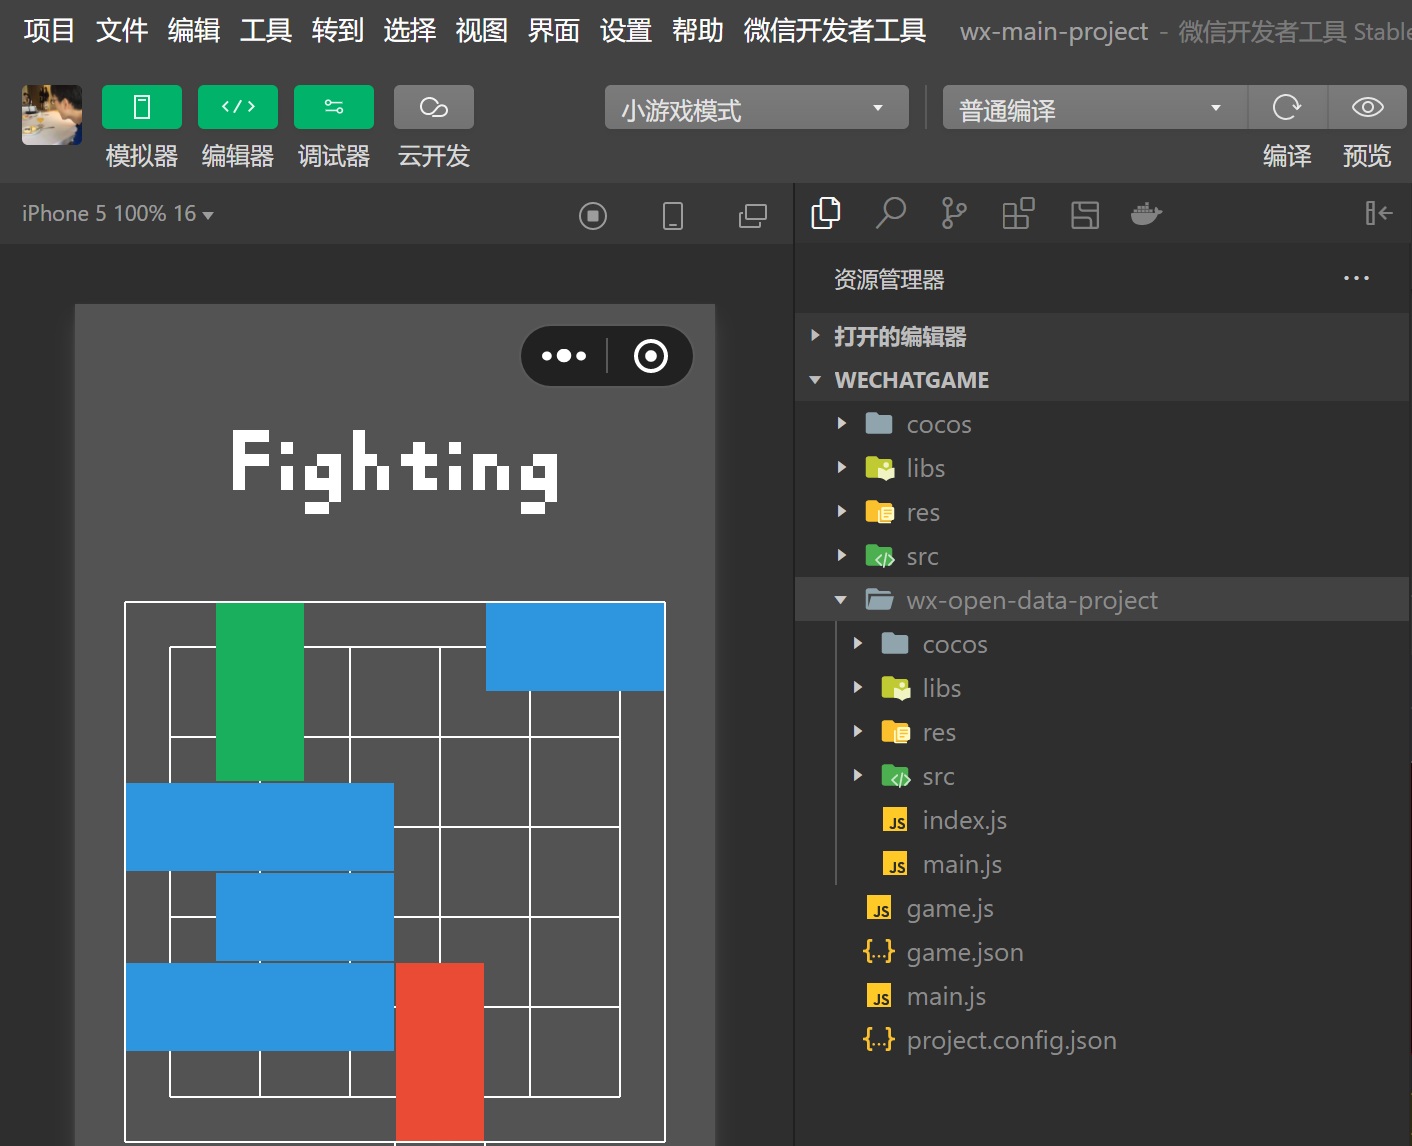 项目 文件 编辑 工具 转到 选择 视图 界面 设置 帮助 微信开发者工具 wx-main-project - 微信开发者工具 Stable
小游戏模式 普通编译
模拟器 编辑器 调试器 云开发 编译 预览
iPhone 5 100% 16
资源管理器
打开的编辑器
WECHATGAME
cocos
libs
res
src
wx-open-data-project
cocos
libs
res
src
JS index.js
JS main.js
JS game.js
{..} game.json
JS main.js
{..} project.config.json
Fighting